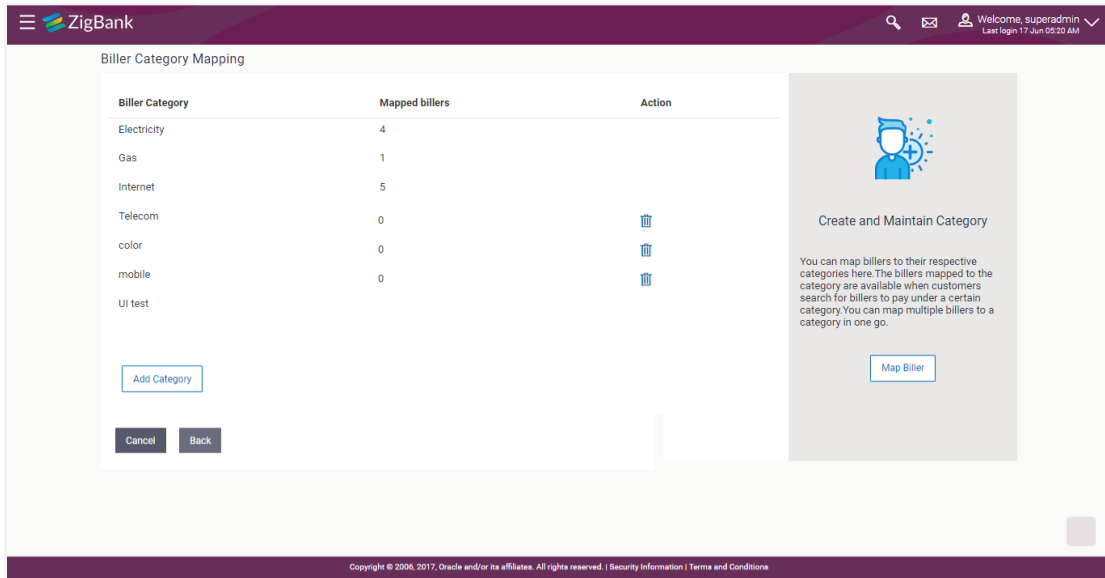 ZigBank
Welcome, superadmin
Last login 17 Jun 05:20 AM
Biller Category Mapping
Biller Category Mapped billers Action
Electricity 4
Gas 1
Internet 5
Telecom 0
color 0
mobile 0
UI test
Add Category
Cancel Back
Create and Maintain Category
You can map billers to their respective
categories here.The billers mapped to the
category are available when customers
search for billers to pay under a certain
category.You can map multiple billers to a
category in one go.
Map Biller
Copyright © 2006, 2017, Oracle and/or its affiliates. All rights reserved. | Security Information | Terms and Conditions